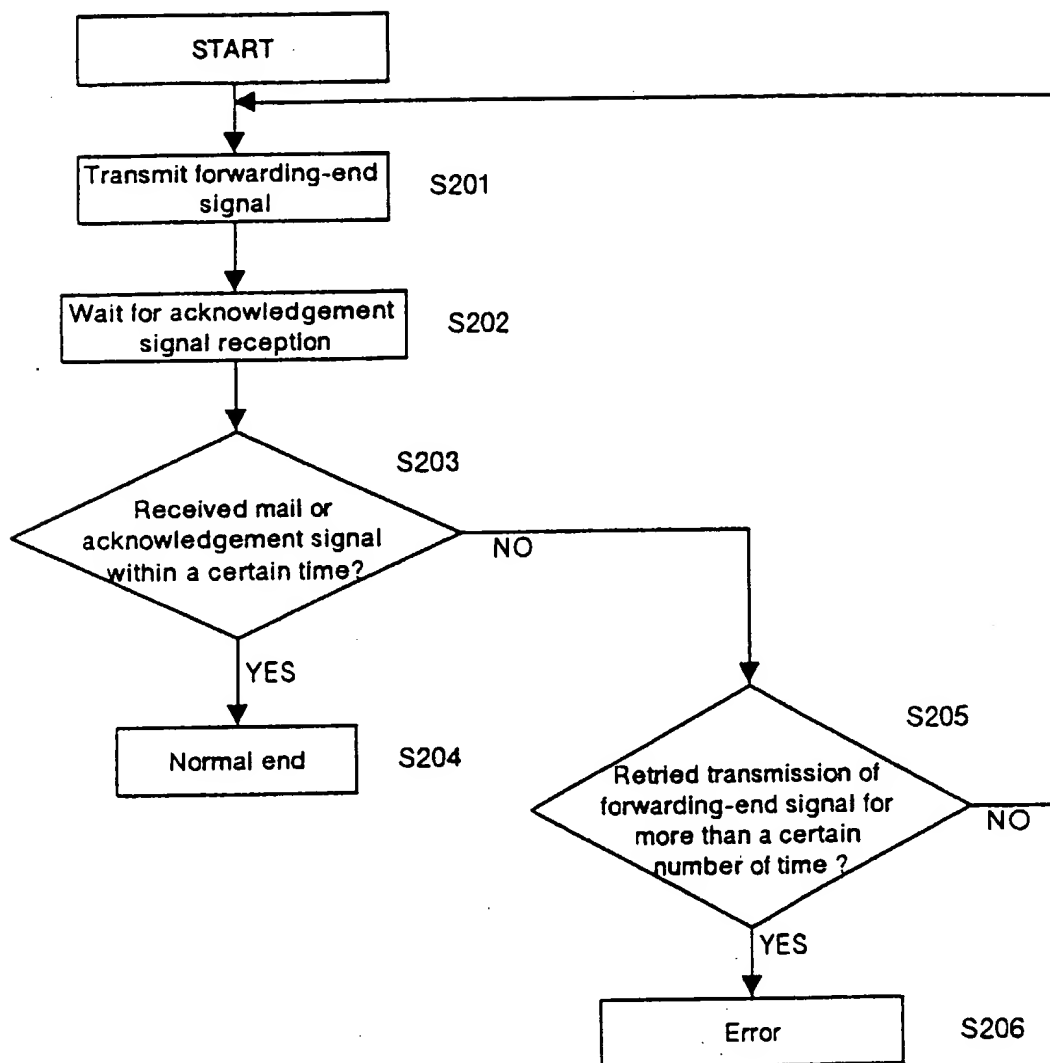 START
Transmit forwarding-end
signal
S201
Wait for acknowledgement
signal reception
S202
S203
Received mail or
acknowledgement signal
within a certain time?
NO
YES
Normal end
S204
S205
Retried transmission of
forwarding-end signal for
more than a certain
number of time ?
NO
YES
Error
S206